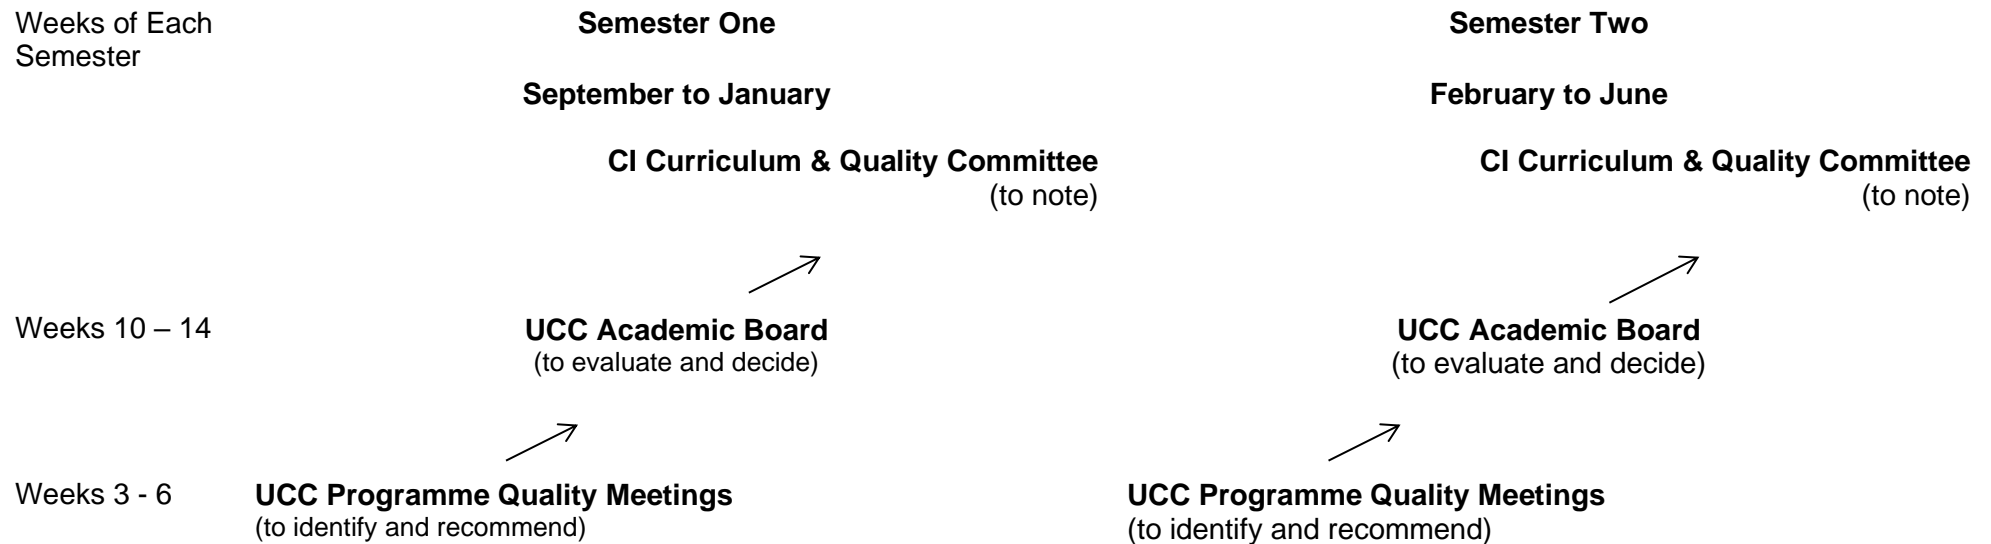 Weeks of Each
Semester
Semester One
Semester Two
September to January
February to June
CI Curriculum & Quality Committee
(to note)
CI Curriculum & Quality Committee
(to note)
Weeks 10 – 14
UCC Academic Board
(to evaluate and decide)
UCC Academic Board
(to evaluate and decide)
Weeks 3 - 6
UCC Programme Quality Meetings
(to identify and recommend)
UCC Programme Quality Meetings
(to identify and recommend)